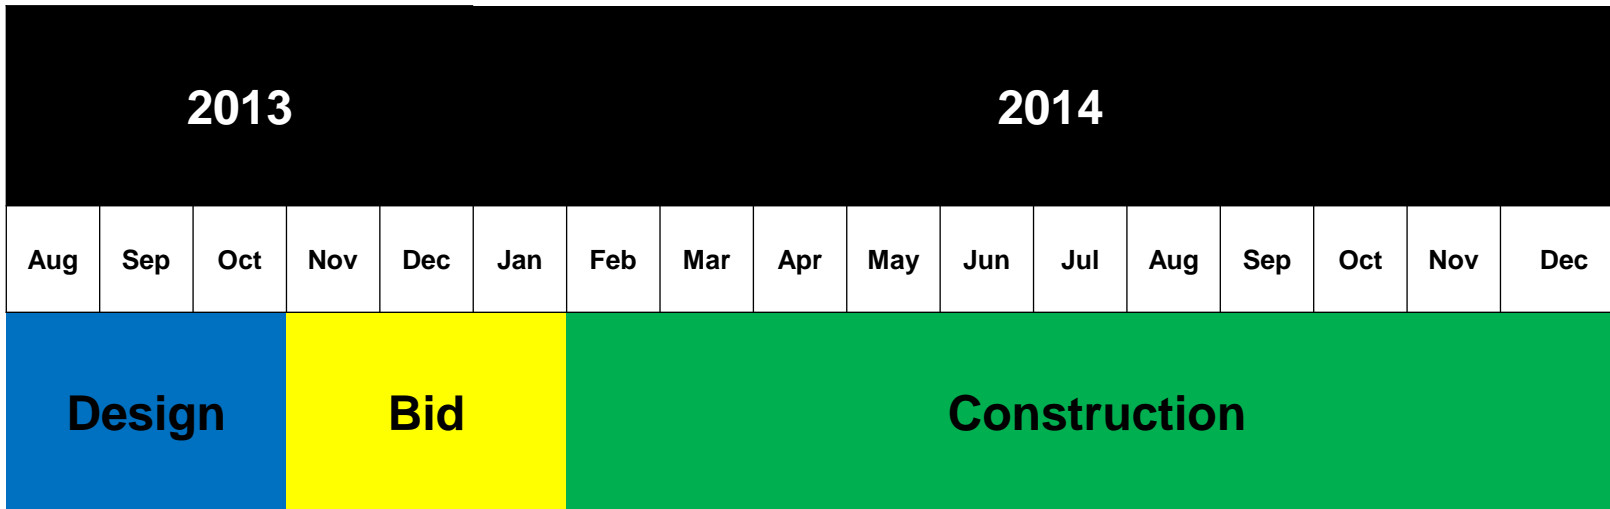 2013 2014
Aug Sep Oct Nov Dec Jan Feb Mar Apr May Jun Jul Aug Sep Oct Nov Dec
Design Bid Construction